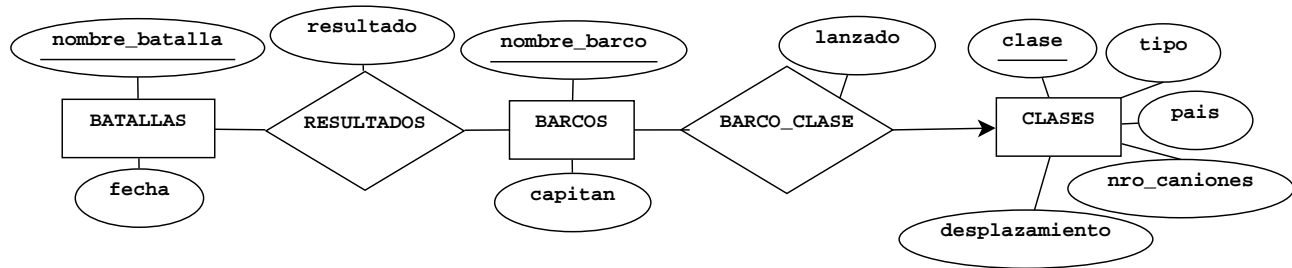 nombre_batalla
resultado
nombre_barco
lanzado
clase
tipo
BATALLAS
RESULTADOS
BARCOS
BARCO_CLASE
CLASES
pais
fecha
capitan
nro_caniones
desplazamiento